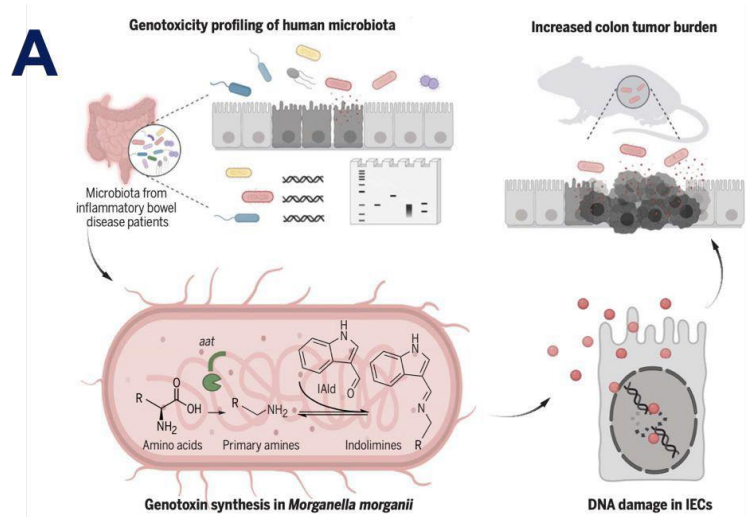 A
Genotoxicity profiling of human microbiota
Increased colon tumor burden
Microbiota from
inflammatory bowel
disease patients
aat
R
O
OH
NH₂
Amino acids
R
NH₂
Primary amines
H
N
O
IAld
H
N
N
R
Indolimines
Genotoxin synthesis in Morganella morganii
DNA damage in IECs